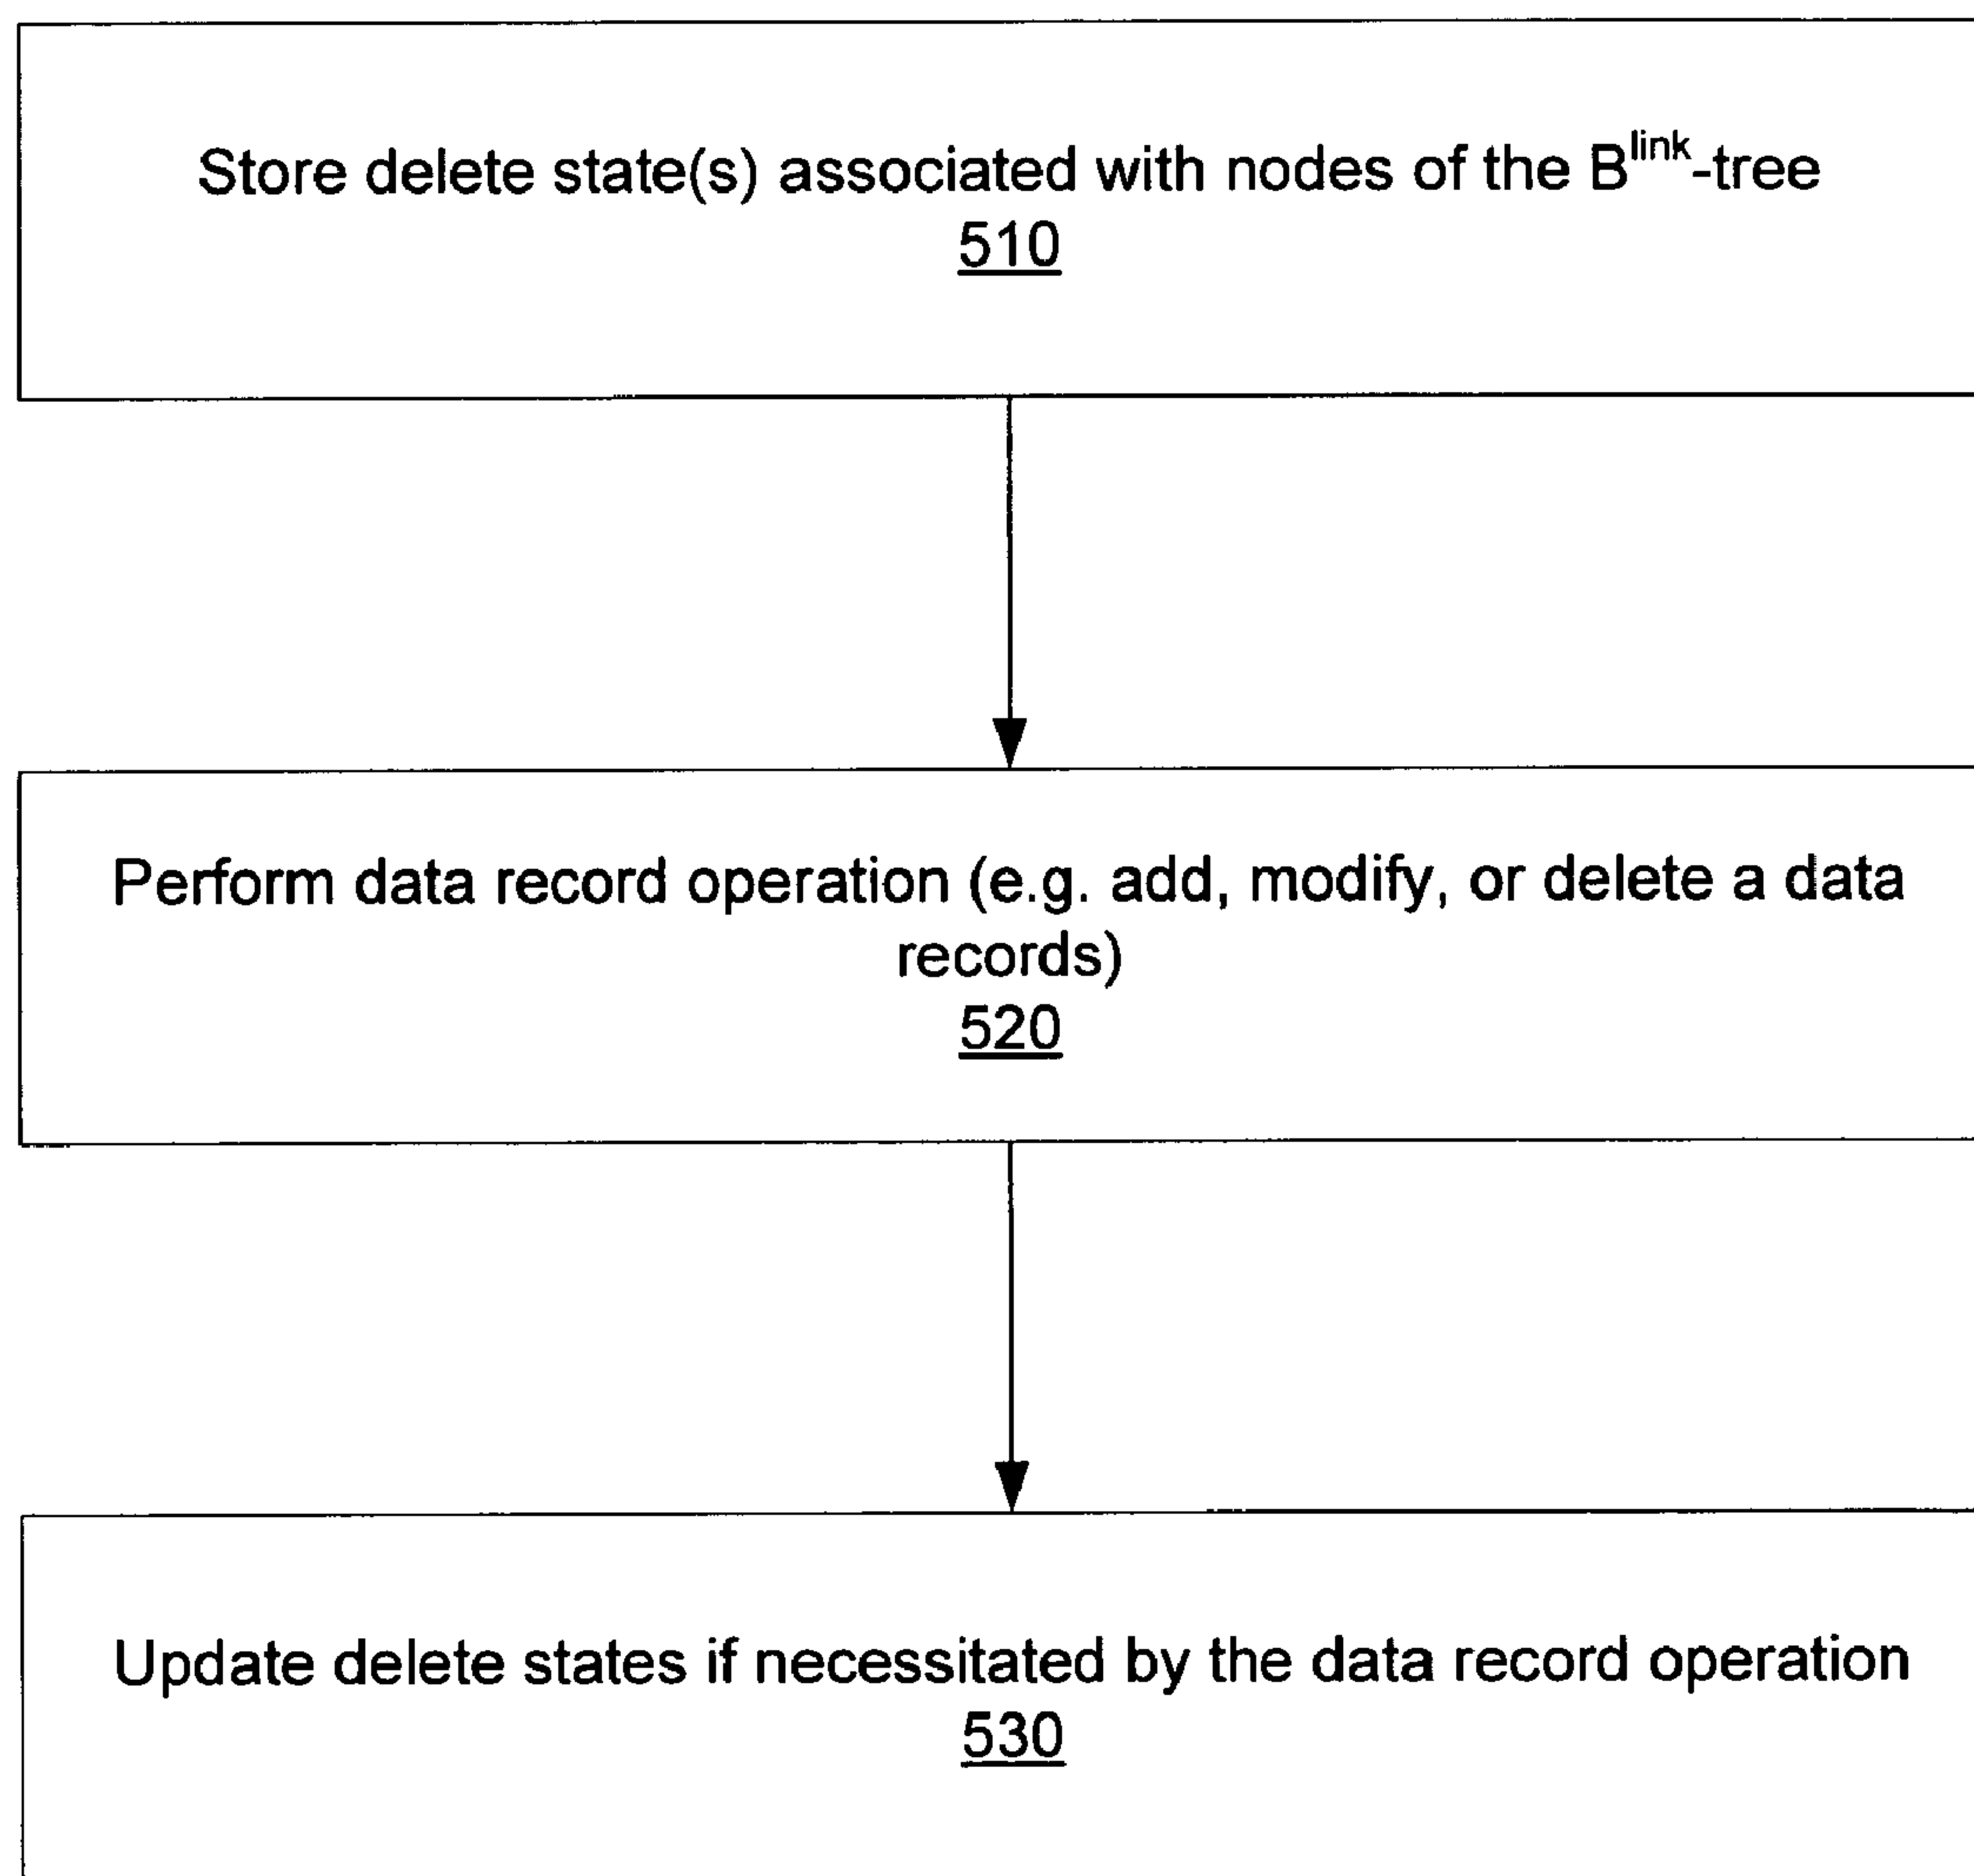 Store delete state(s) associated with nodes of the B^link-tree
510
Perform data record operation (e.g. add, modify, or delete a data
records)
520
Update delete states if necessitated by the data record operation
530